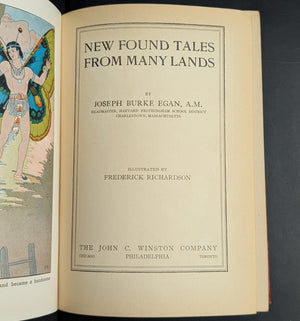 and became a handsome
NEW FOUND TALES
FROM MANY LANDS
BY
JOSEPH BURKE EGAN, A.M.
HEADMASTER, HARVARD FROTHINGHAM SCHOOL DISTRICT
CHARLESTOWN, MASSACHUSETTS
ILLUSTRATED BY
FREDERICK RICHARDSON
THE JOHN C. WINSTON COMPANY
CHICAGO PHILADELPHIA TORONTO